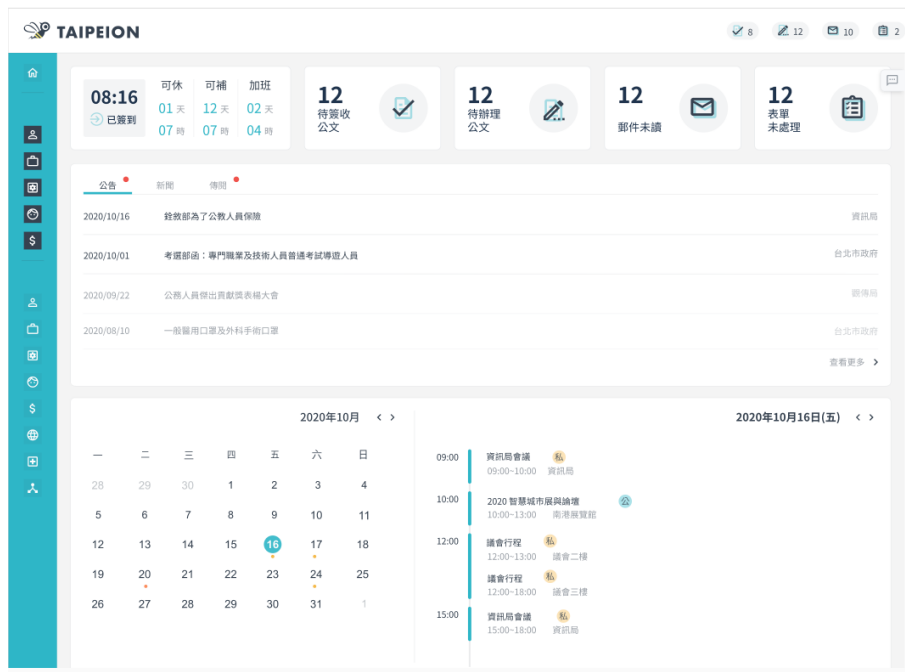 TAIPEION
8 12 10 2
08:16
已簽到
可休 可補 加班
01 天 12 天 02 天
07 時 07 時 04 時
12
待簽收
公文
12
待辦理
公文
12
郵件未讀
12
表單
未處理
公告 新聞 傳閱
2020/10/16 銓敘部為了公教人員保險 資訊局
2020/10/01 考選部函：專門職業及技術人員普通考試導遊人員 台北市政府
2020/09/22 公務人員傑出貢獻獎表楊大會 觀傳局
2020/08/10 一般醫用口罩及外科手術口罩 台北市政府
查看更多
2020年10月
一 二 三 四 五 六 日
28 29 30 1 2 3 4
5 6 7 8 9 10 11
12 13 14 15 16 17 18
19 20 21 22 23 24 25
26 27 28 29 30 31 1
2020年10月16日(五)
09:00 資訊局會議 私
09:00~10:00 資訊局
10:00 2020 智慧城市展與論壇 公
10:00~13:00 南港展覽館
12:00 議會行程 私
12:00~13:00 議會二樓
議會行程 私
12:00~18:00 議會三樓
15:00 資訊局會議 私
15:00~18:00 資訊局